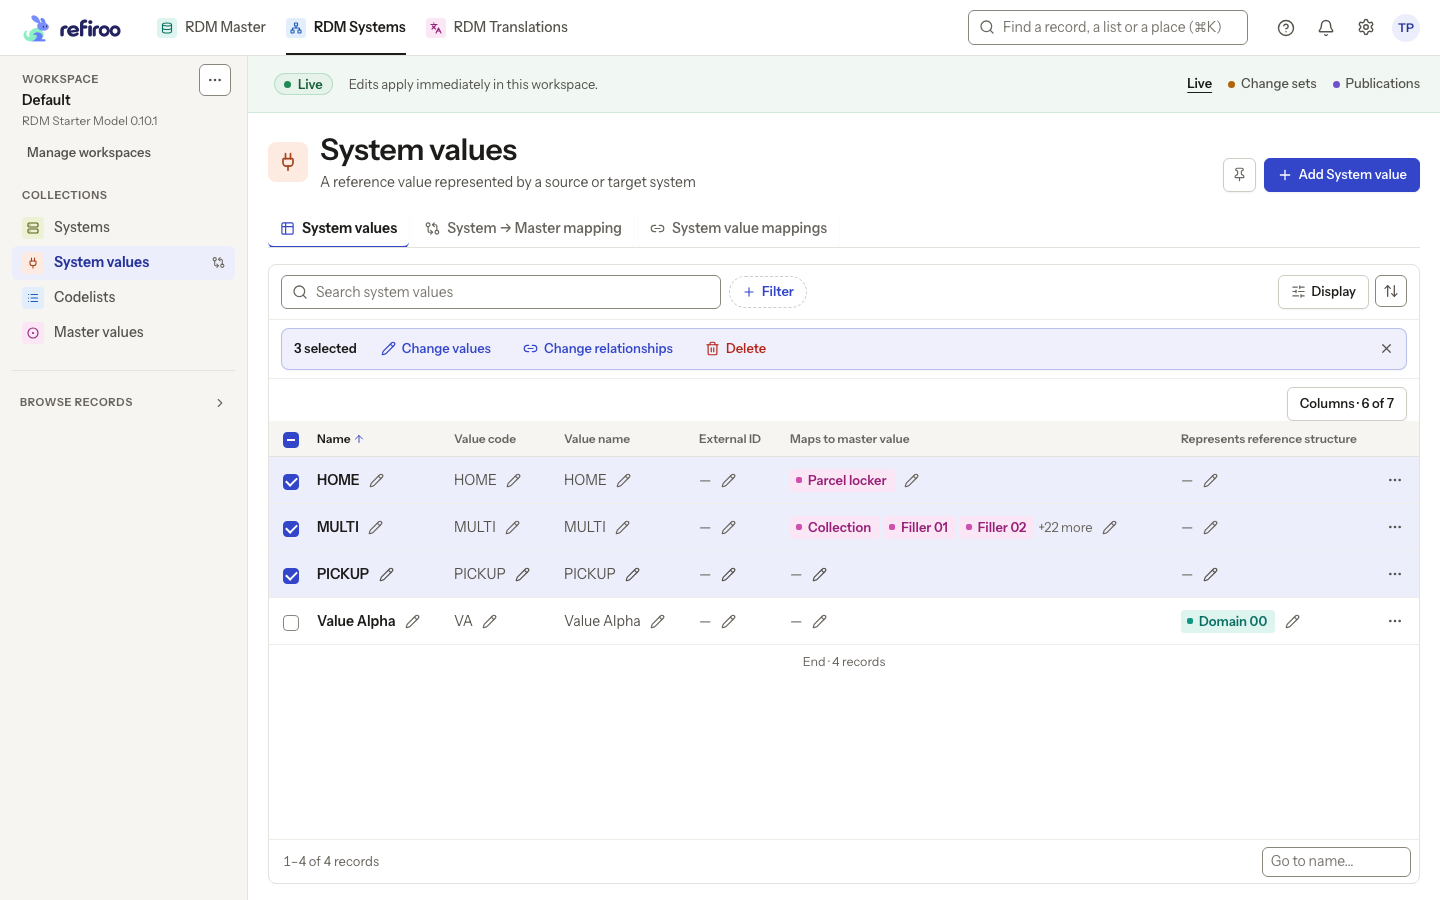 refiroo
RDM Master
RDM Systems
RDM Translations
Find a record, a list or a place (⌘K)
TP
WORKSPACE
Default
RDM Starter Model 0.10.1
Manage workspaces
COLLECTIONS
Systems
System values
Codelists
Master values
BROWSE RECORDS
Live
Edits apply immediately in this workspace.
Live
Change sets
Publications
System values
A reference value represented by a source or target system
Add System value
System values
System → Master mapping
System value mappings
Search system values
Filter
Display
3 selected
Change values
Change relationships
Delete
Columns · 6 of 7
Name ↑ Value code Value name External ID Maps to master value Represents reference structure
HOME HOME HOME — Parcel locker —
MULTI MULTI MULTI — Collection Filler 01 Filler 02 +22 more —
PICKUP PICKUP PICKUP — — —
Value Alpha VA Value Alpha — — Domain 00
End · 4 records
1–4 of 4 records
Go to name...